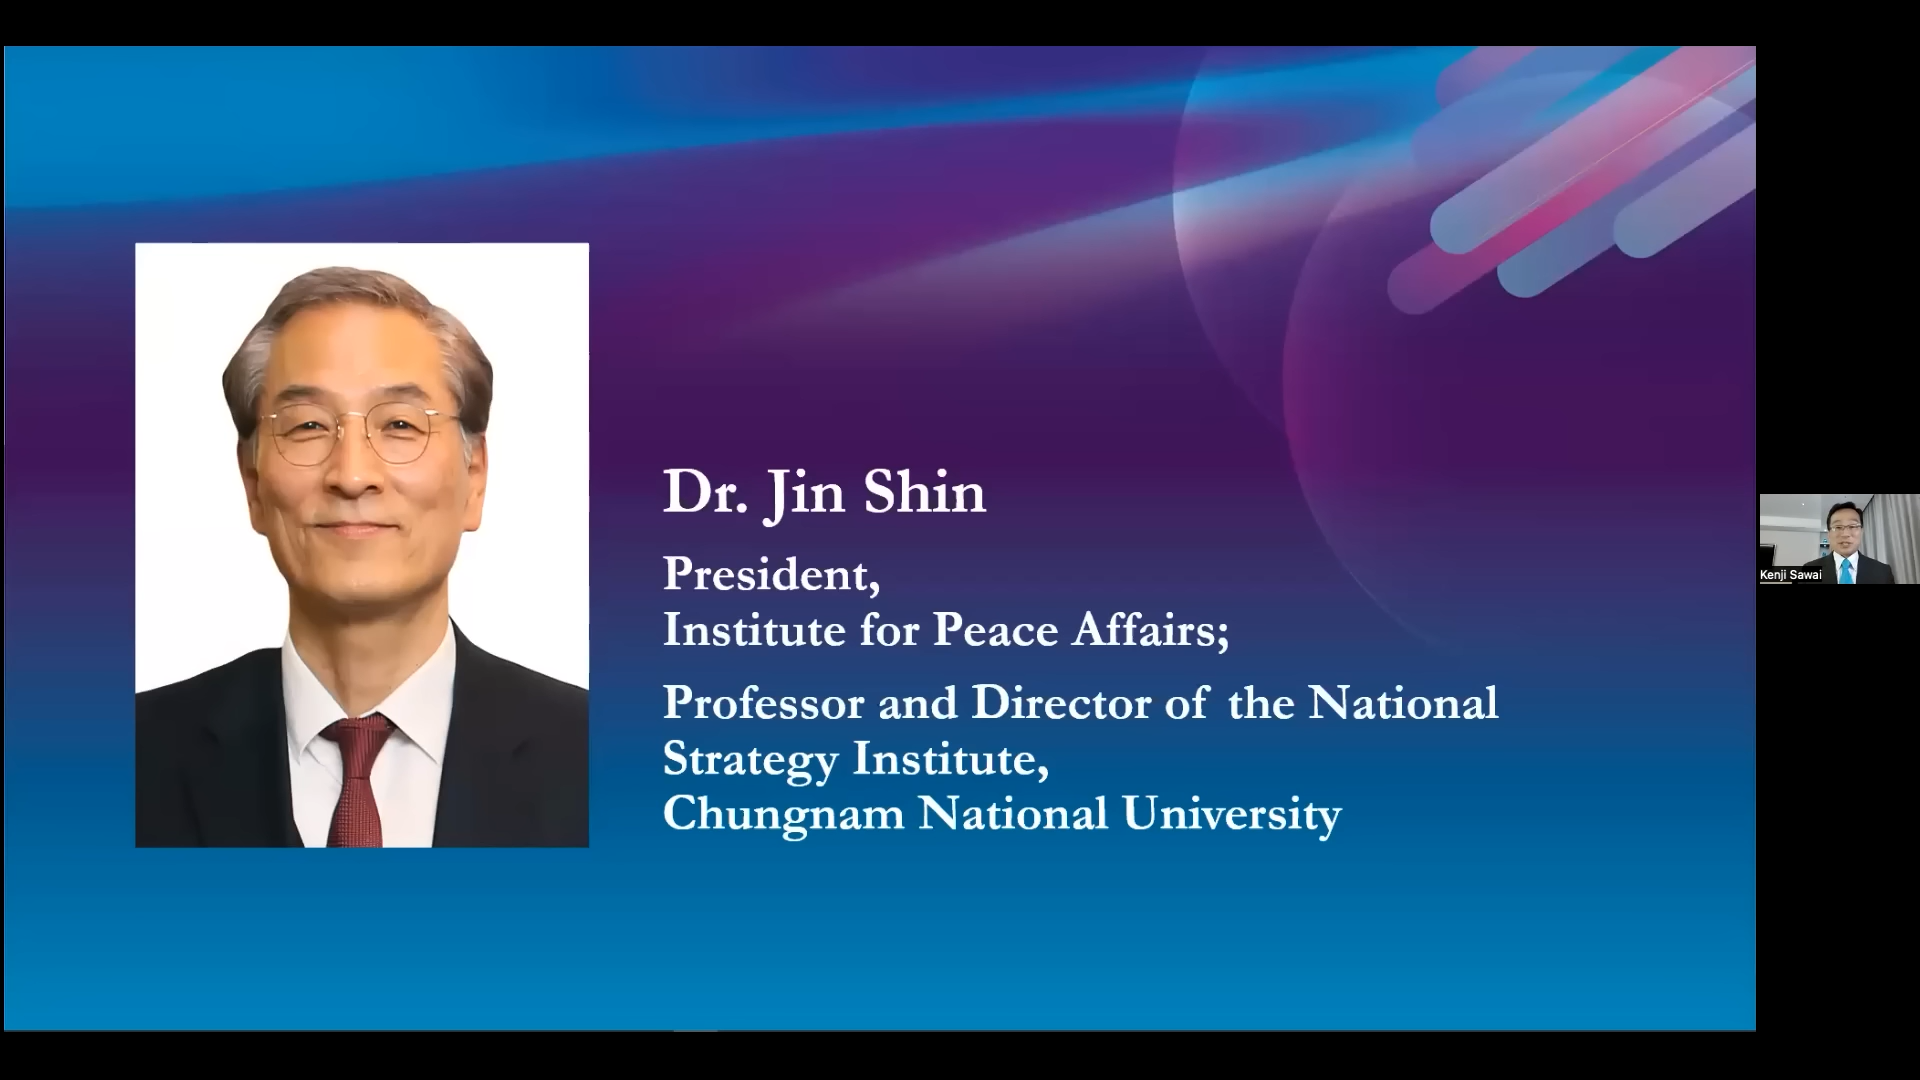 Dr. Jin Shin
President,
Institute for Peace Affairs;
Professor and Director of the National
Strategy Institute,
Chungnam National University
Kenji Sawai